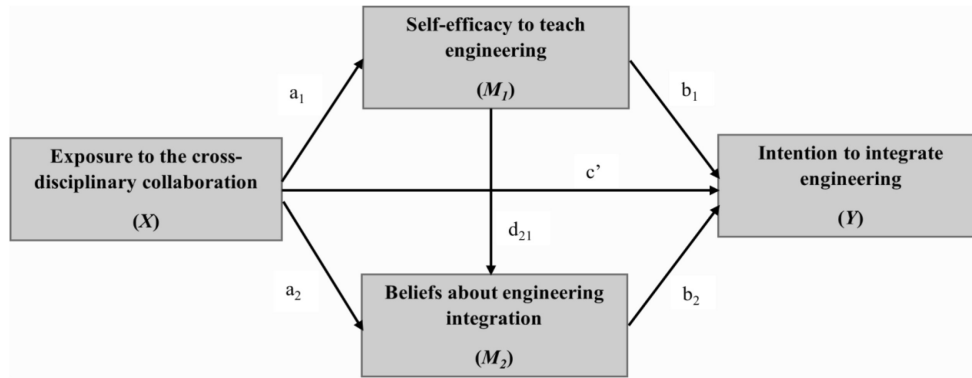 Self-efficacy to teach
engineering
(M₁)
a₁
b₁
Exposure to the cross-
disciplinary collaboration
(X)
c’
Intention to integrate
engineering
(Y)
d₂₁
a₂
Beliefs about engineering
integration
(M₂)
b₂